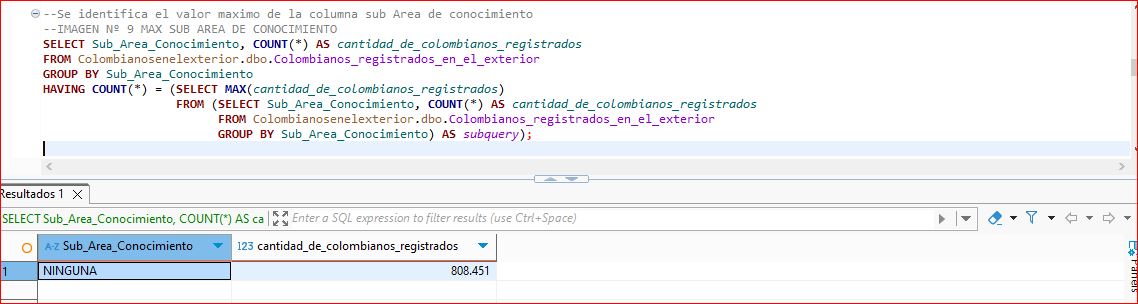 --Se identifica el valor maximo de la columna sub Area de conocimiento
--IMAGEN Nº 9 MAX SUB AREA DE CONOCIMIENTO
SELECT Sub_Area_Conocimiento, COUNT(*) AS cantidad_de_colombianos_registrados
FROM Colombianosenelexterior.dbo.Colombianos_registrados_en_el_exterior
GROUP BY Sub_Area_Conocimiento
HAVING COUNT(*) = (SELECT MAX(cantidad_de_colombianos_registrados)
FROM (SELECT Sub_Area_Conocimiento, COUNT(*) AS cantidad_de_colombianos_registrados
FROM Colombianosenelexterior.dbo.Colombianos_registrados_en_el_exterior
GROUP BY Sub_Area_Conocimiento) AS subquery);
Resultados 1
SELECT Sub_Area_Conocimiento, COUNT(*) AS ca
Enter a SQL expression to filter results (use Ctrl+Space)
A-Z Sub_Area_Conocimiento
123 cantidad_de_colombianos_registrados
1 NINGUNA 808.451
Panels